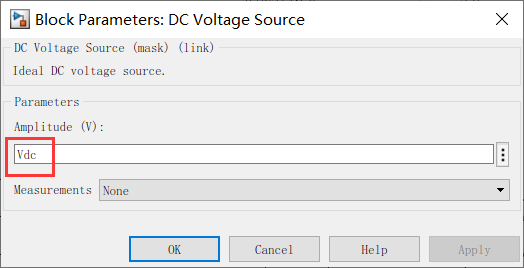 Block Parameters: DC Voltage Source
DC Voltage Source (mask) (link)
Ideal DC voltage source.
Parameters
Amplitude (V):
Vdc
Measurements None
OK Cancel Help Apply